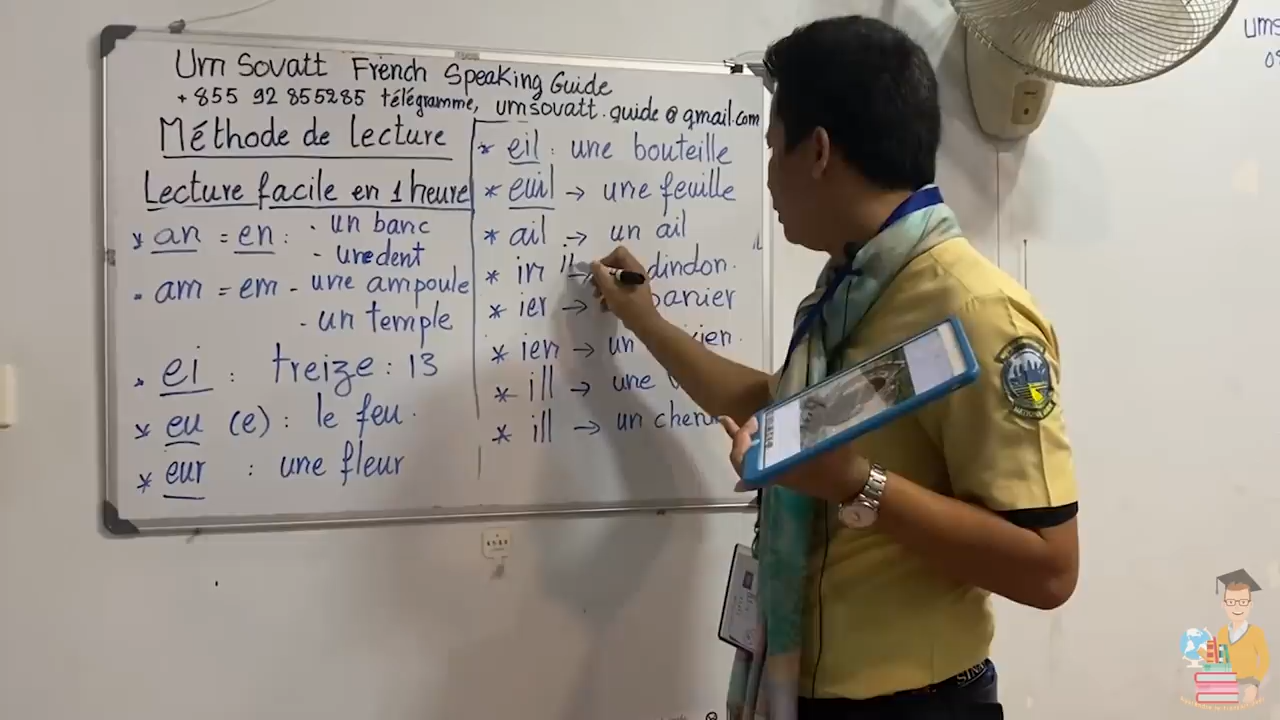 Um Sovatt French Speaking Guide
+855 92 855285 télégramme, umsovatt.guide@gmail.com
Méthode de lecture
Lecture facile en 1 heure
* an = en : - un banc
- une dent
- am = em - une ampoule
- un temple
* ei : treize : 13
* eu (e) : le feu.
* eur : une fleur
* eil : une bouteille
* euil → une feuille
* ail → un ail
* in → dindon.
* ier → panier
* ien → un
* ill → une
* ill → un